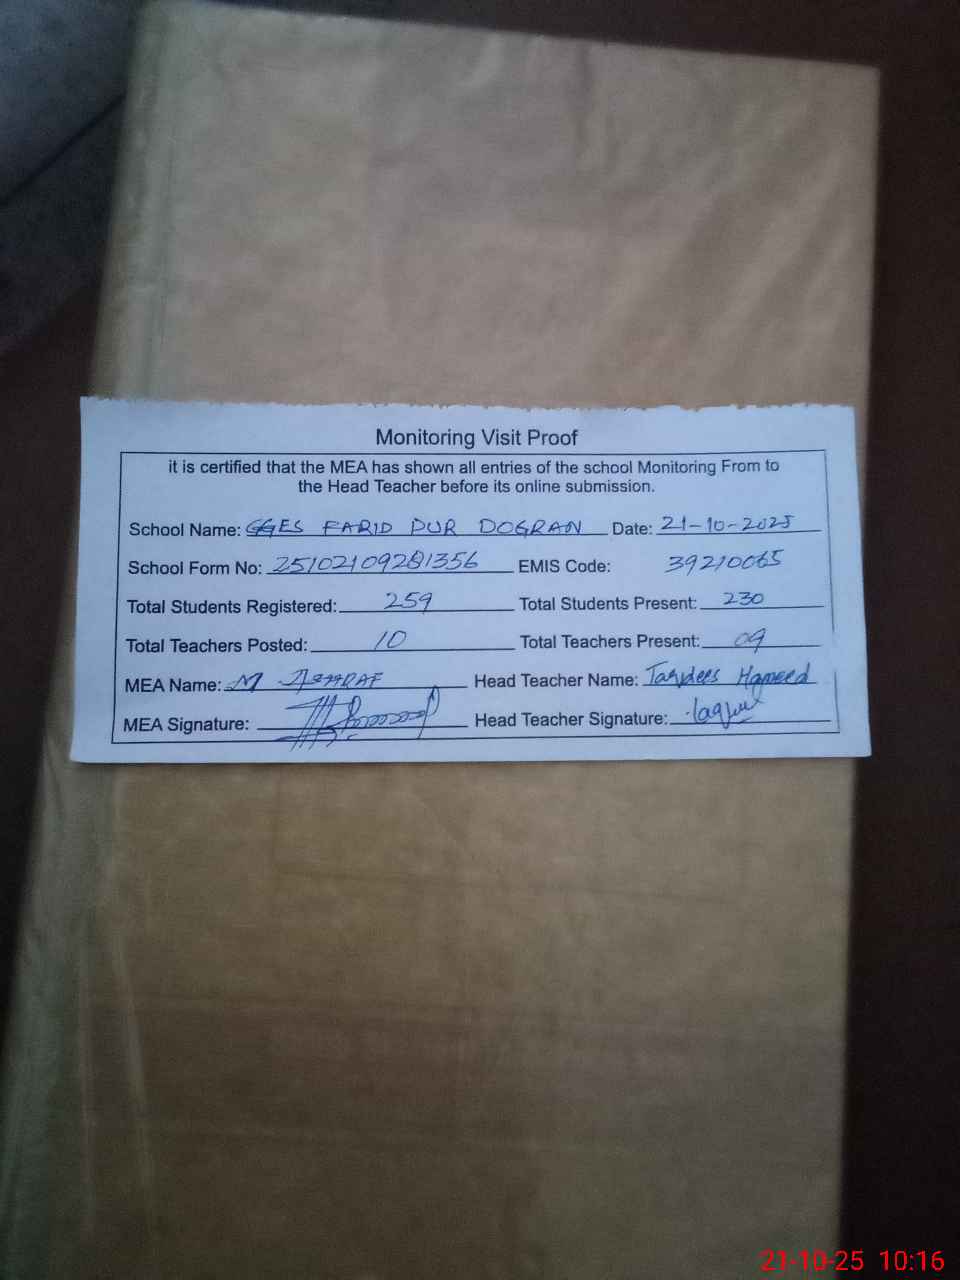 Monitoring Visit Proof
it is certified that the MEA has shown all entries of the school Monitoring From to
the Head Teacher before its online submission.
School Name: GGES FARID PUR DOGRAN Date: 21-10-2025
School Form No: 25102109281356 EMIS Code: 39210065
Total Students Registered: 259 Total Students Present: 230
Total Teachers Posted: 10 Total Teachers Present: 09
MEA Name: M ASHRAF Head Teacher Name: Hameed
MEA Signature: Head Teacher Signature:
21-10-25 10:16